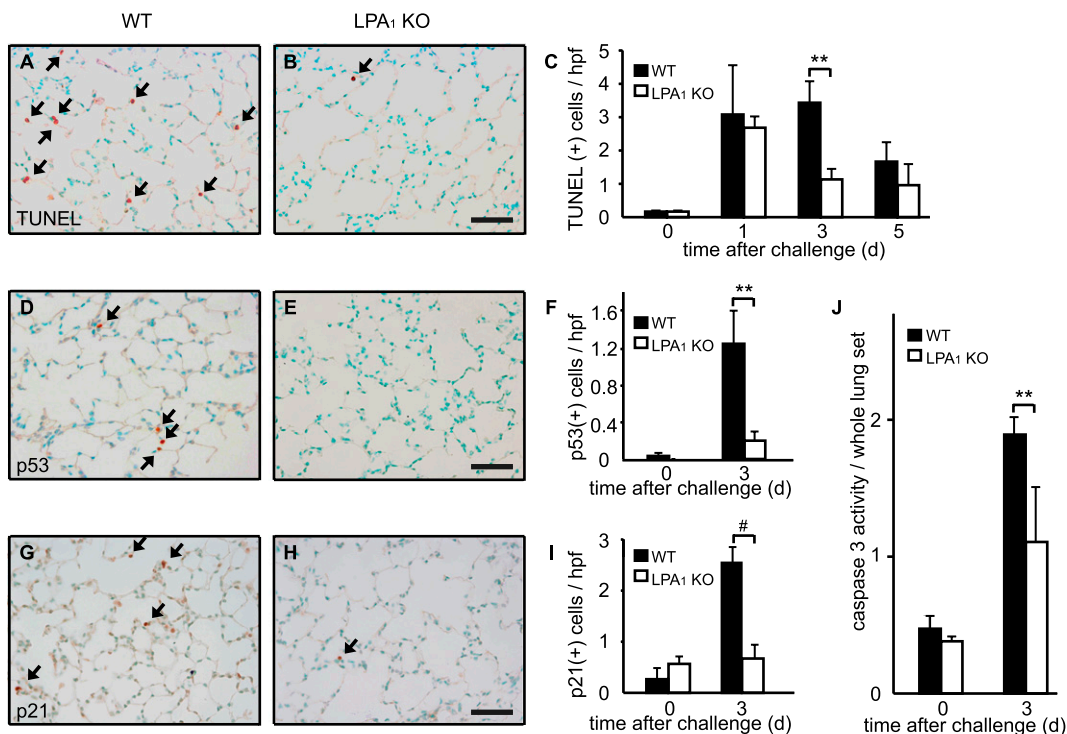 WT
LPA1 KO
A
TUNEL
B
C
TUNEL (+) cells / hpf
5
4
3
2
1
0
WT
LPA1 KO
**
0 1 3 5
time after challenge (d)
D
p53
E
F
p53(+) cells / hpf
1.6
1.2
0.8
0.4
0
WT
LPA1 KO
**
0 3
time after challenge (d)
G
p21
H
I
p21(+) cells / hpf
3
2
1
0
WT
LPA1 KO
#
0 3
time after challenge (d)
J
caspase 3 activity / whole lung set
2
1
0
WT
LPA1 KO
**
0 3
time after challenge (d)